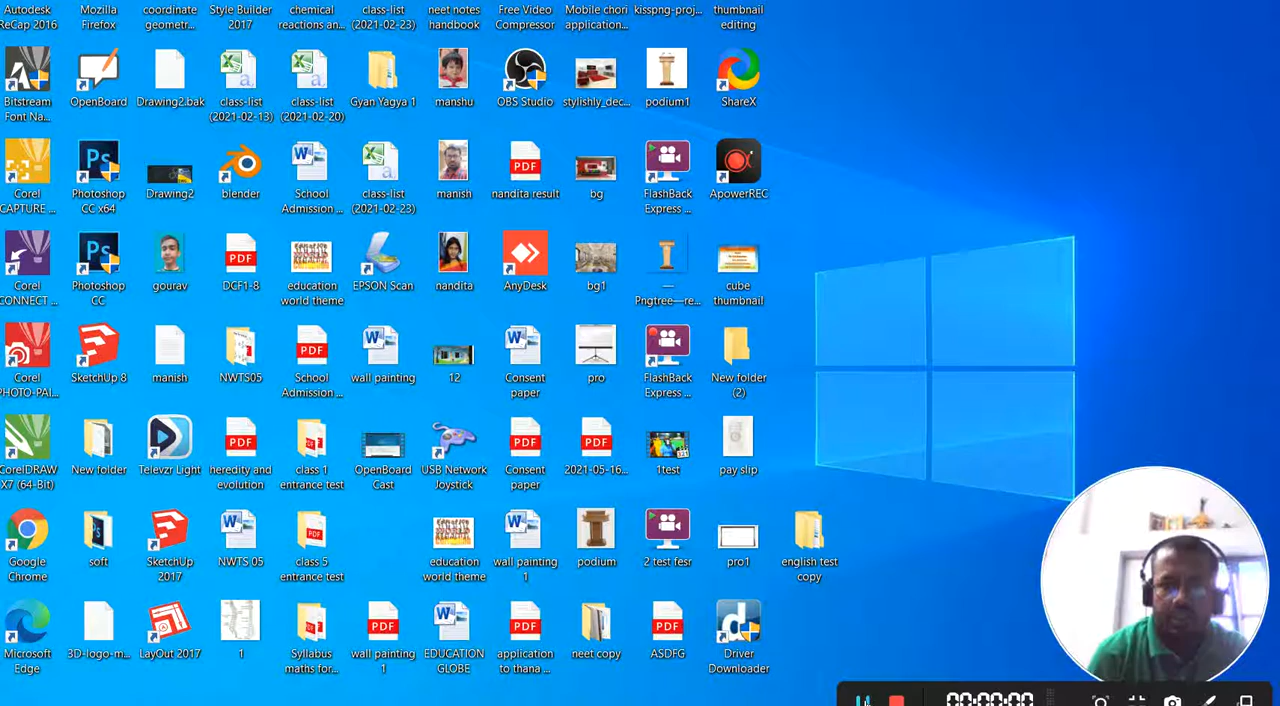 Autodesk
ReCap 2016
Mozilla
Firefox
coordinate
geometr...
Style Builder
2017
chemical
reactions an...
class-list
(2021-02-23)
neet notes
handbook
Free Video
Compressor
Mobile chori
application...
kisspng-proj...
thumbnail
editing
Bitstream
Font Na...
OpenBoard
Drawing2.bak
class-list
(2021-02-13)
class-list
(2021-02-20)
Gyan Yagya 1
manshu
OBS Studio
stylishly_dec...
podium1
ShareX
Corel
CAPTURE ...
Photoshop
CC x64
Drawing2
blender
School
Admission ...
class-list
(2021-02-23)
manish
nandita result
bg
FlashBack
Express ...
ApowerREC
Corel
CONNECT ...
Photoshop
CC
gourav
DCF1-8
education
world theme
EPSON Scan
nandita
AnyDesk
bg1
—
Pngtree—re...
cube
thumbnail
Corel
PHOTO-PAI...
SketchUp 8
manish
NWTS05
School
Admission ...
wall painting
12
Consent
paper
pro
FlashBack
Express ...
New folder
(2)
CorelDRAW
X7 (64-Bit)
New folder
Televzr Light
heredity and
evolution
class 1
entrance test
OpenBoard
Cast
USB Network
Joystick
Consent
paper
2021-05-16...
1test
pay slip
Google
Chrome
soft
SketchUp
2017
NWTS 05
class 5
entrance test
education
world theme
wall painting
1
podium
2 test fesr
pro1
english test
copy
Microsoft
Edge
3D-logo-m...
LayOut 2017
1
Syllabus
maths for...
wall painting
1
EDUCATION
GLOBE
application
to thana ...
neet copy
ASDFG
Driver
Downloader
00:00:00